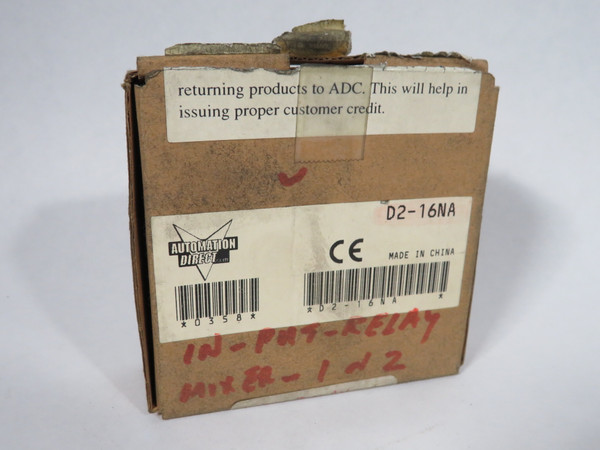 returning products to ADC. This will help in
issuing proper customer credit.
D2-16NA
AUTOMATION
DIRECT.com
CE
MADE IN CHINA
*0358*
*D2-16NA*
IN-PUT-RELAY
MIXER-1 n 2